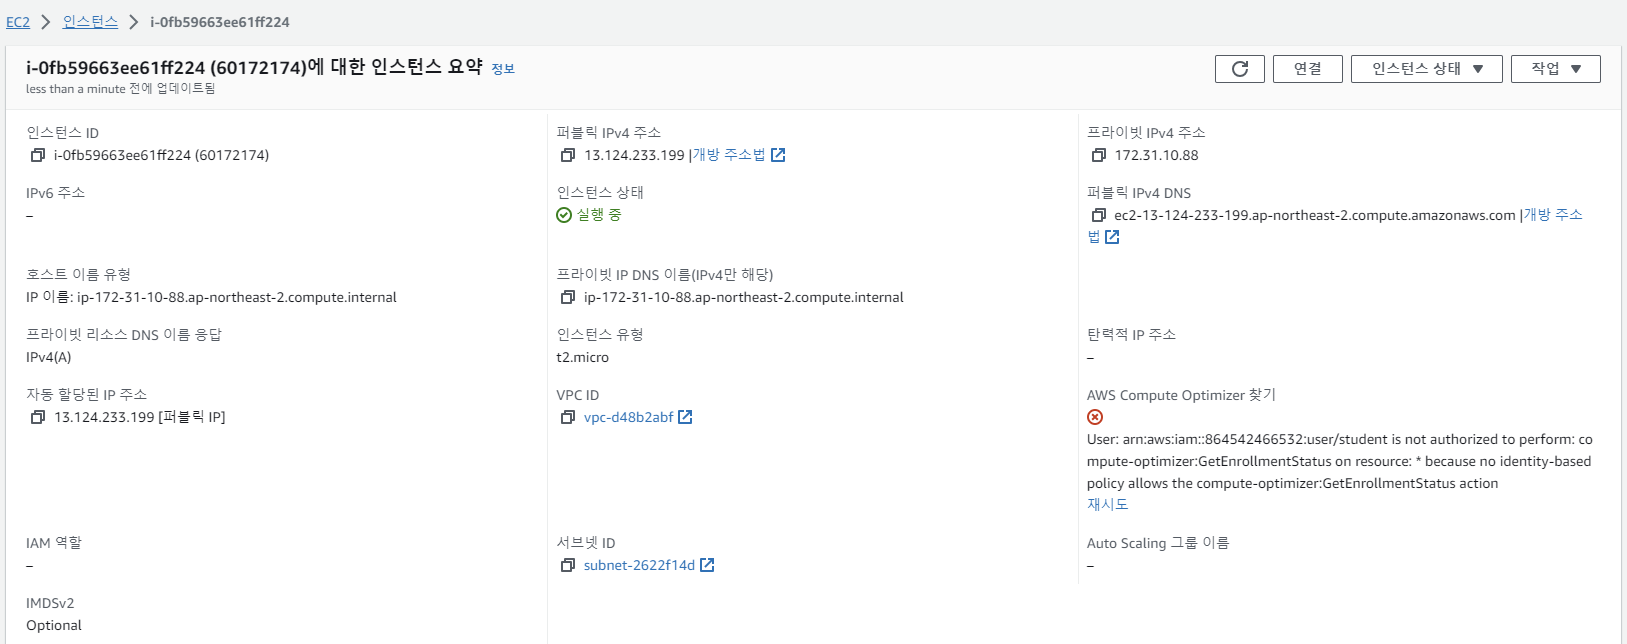 EC2 > 인스턴스 > i-0fb59663ee61ff224
i-0fb59663ee61ff224 (60172174)에 대한 인스턴스 요약 정보
less than a minute 전에 업데이트됨
연결
인스턴스 상태
작업
인스턴스 ID
i-0fb59663ee61ff224 (60172174)
퍼블릭 IPv4 주소
13.124.233.199 |개방 주소법
프라이빗 IPv4 주소
172.31.10.88
IPv6 주소
–
인스턴스 상태
실행 중
퍼블릭 IPv4 DNS
ec2-13-124-233-199.ap-northeast-2.compute.amazonaws.com |개방 주소
법
호스트 이름 유형
IP 이름: ip-172-31-10-88.ap-northeast-2.compute.internal
프라이빗 IP DNS 이름(IPv4만 해당)
ip-172-31-10-88.ap-northeast-2.compute.internal
프라이빗 리소스 DNS 이름 응답
IPv4(A)
인스턴스 유형
t2.micro
탄력적 IP 주소
–
자동 할당된 IP 주소
13.124.233.199 [퍼블릭 IP]
VPC ID
vpc-d48b2abf
AWS Compute Optimizer 찾기
User: arn:aws:iam::864542466532:user/student is not authorized to perform: co
mpute-optimizer:GetEnrollmentStatus on resource: * because no identity-based
policy allows the compute-optimizer:GetEnrollmentStatus action
재시도
IAM 역할
–
서브넷 ID
subnet-2622f14d
Auto Scaling 그룹 이름
–
IMDSv2
Optional